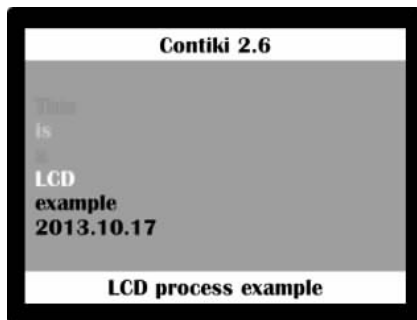 Contiki 2.6
This
is
a
LCD
example
2013.10.17
LCD process example